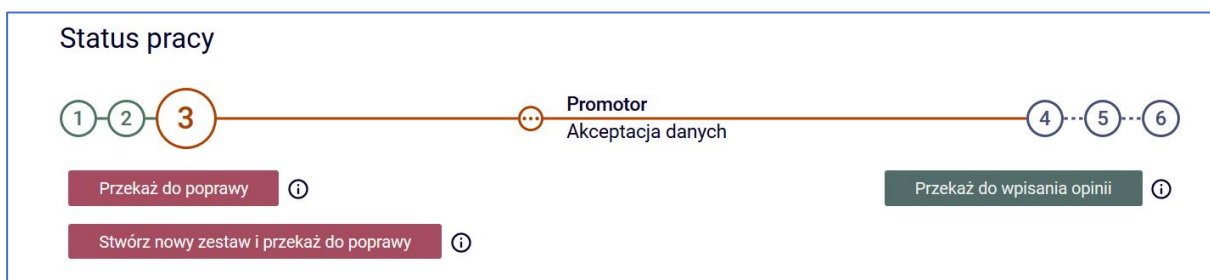 Status pracy
1 2 3 Promotor 4 5 6
Akceptacja danych
Przekaż do poprawy Przekaż do wpisania opinii
Stwórz nowy zestaw i przekaż do poprawy